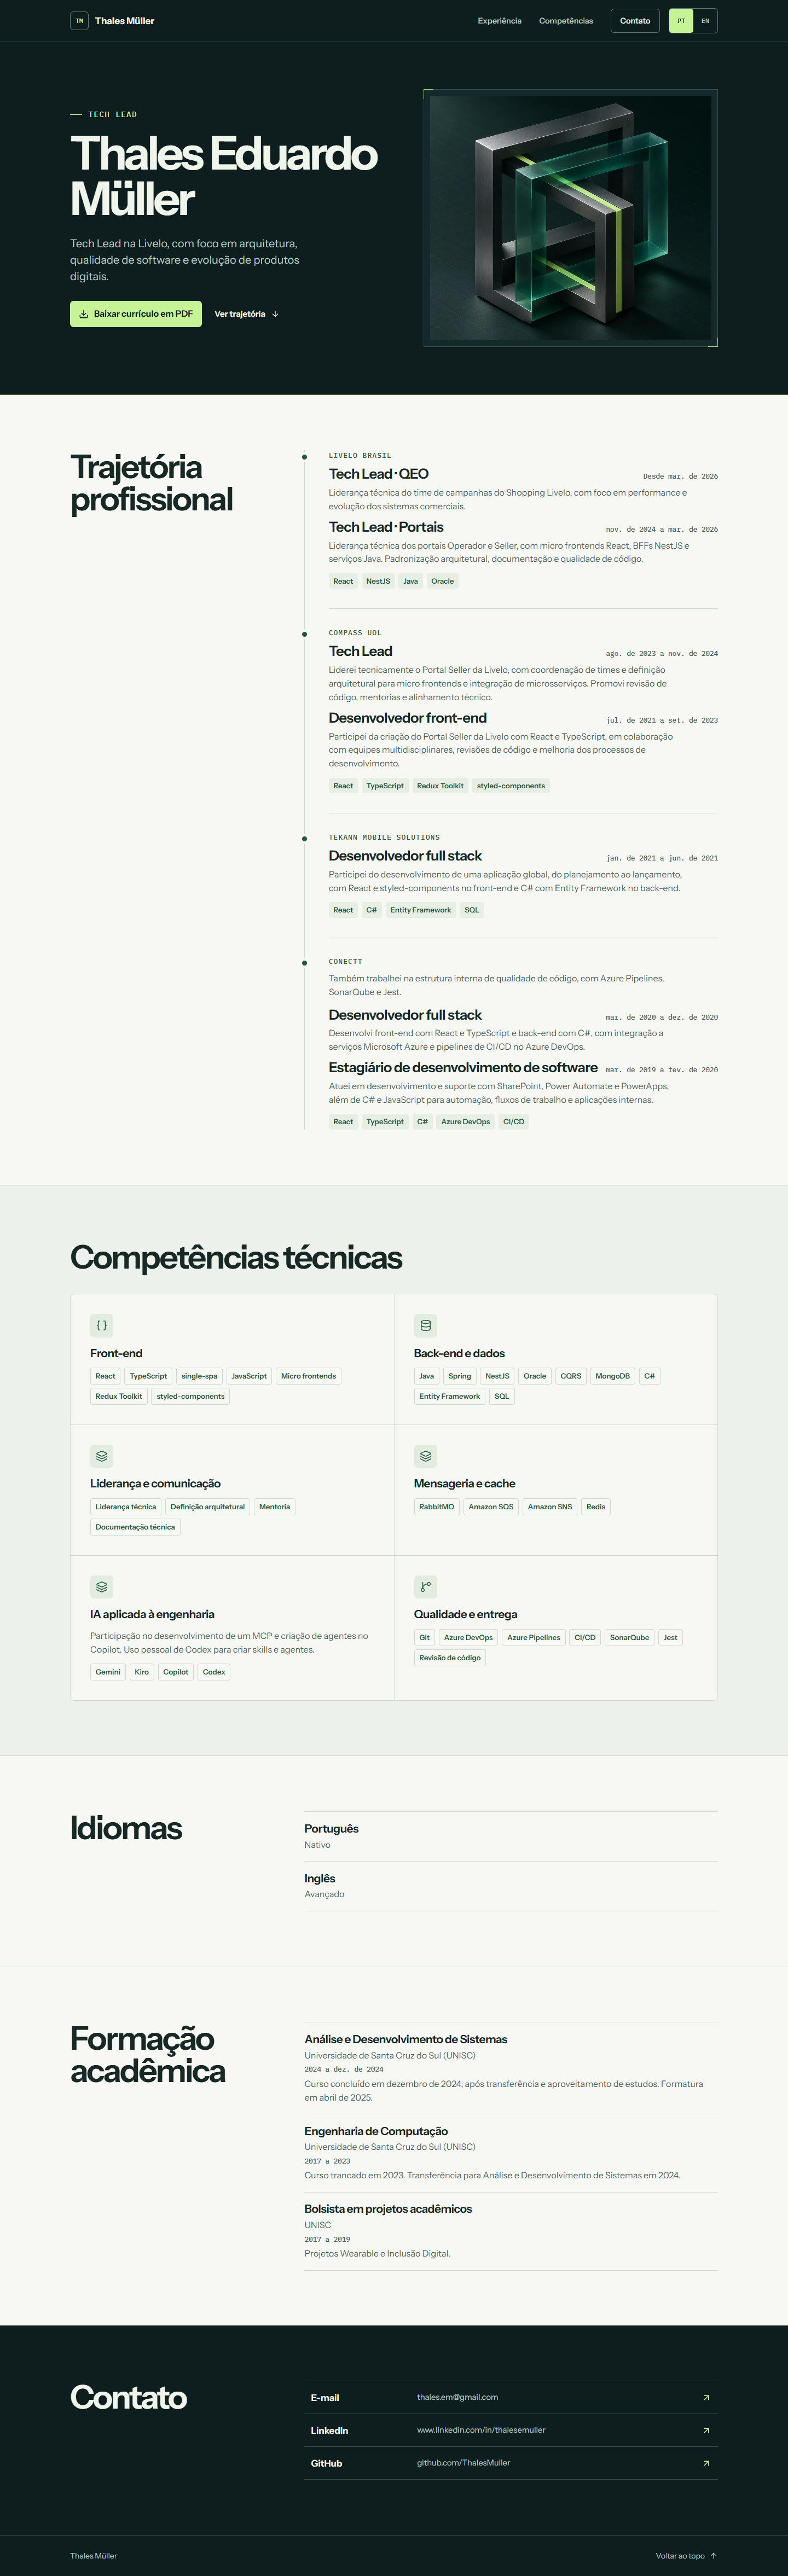 TM Thales Müller Experiência Competências Contato PT EN
TECH LEAD
Thales Eduardo
Müller
Tech Lead na Livelo, com foco em arquitetura,
qualidade de software e evolução de produtos
digitais.
Baixar currículo em PDF Ver trajetória ↓
Trajetória
profissional
LIVELO BRASIL
Tech Lead · QEO Desde mar. de 2026
Liderança técnica do time de campanhas do Shopping Livelo, com foco em performance e
evolução dos sistemas comerciais.
Tech Lead · Portais nov. de 2024 a mar. de 2026
Liderança técnica dos portais Operador e Seller, com micro frontends React, BFFs NestJS e
serviços Java. Padronização arquitetural, documentação e qualidade de código.
React NestJS Java Oracle
COMPASS UOL
Tech Lead ago. de 2023 a nov. de 2024
Liderei tecnicamente o Portal Seller da Livelo, com coordenação de times e definição
arquitetural para micro frontends e integração de microsserviços. Promovi revisão de
código, mentorias e alinhamento técnico.
Desenvolvedor front-end jul. de 2021 a set. de 2023
Participei da criação do Portal Seller da Livelo com React e TypeScript, em colaboração
com equipes multidisciplinares, revisões de código e melhoria dos processos de
desenvolvimento.
React TypeScript Redux Toolkit styled-components
TEKANN MOBILE SOLUTIONS
Desenvolvedor full stack jan. de 2021 a jun. de 2021
Participei do desenvolvimento de uma aplicação global, do planejamento ao lançamento,
com React e styled-components no front-end e C# com Entity Framework no back-end.
React C# Entity Framework SQL
CONECTT
Também trabalhei na estrutura interna de qualidade de código, com Azure Pipelines,
SonarQube e Jest.
Desenvolvedor full stack mar. de 2020 a dez. de 2020
Desenvolvi front-end com React e TypeScript e back-end com C#, com integração a
serviços Microsoft Azure e pipelines de CI/CD no Azure DevOps.
Estagiário de desenvolvimento de software mar. de 2019 a fev. de 2020
Atuei em desenvolvimento e suporte com SharePoint, Power Automate e PowerApps,
além de C# e JavaScript para automação, fluxos de trabalho e aplicações internas.
React TypeScript C# Azure DevOps CI/CD
Competências técnicas
Front-end
React TypeScript single-spa JavaScript Micro frontends
Redux Toolkit styled-components
Back-end e dados
Java Spring NestJS Oracle CQRS MongoDB C#
Entity Framework SQL
Liderança e comunicação
Liderança técnica Definição arquitetural Mentoria
Documentação técnica
Mensageria e cache
RabbitMQ Amazon SQS Amazon SNS Redis
IA aplicada à engenharia
Participação no desenvolvimento de um MCP e criação de agentes no
Copilot. Uso pessoal de Codex para criar skills e agentes.
Gemini Kiro Copilot Codex
Qualidade e entrega
Git Azure DevOps Azure Pipelines CI/CD SonarQube Jest
Revisão de código
Idiomas
Português
Nativo
Inglês
Avançado
Formação
acadêmica
Análise e Desenvolvimento de Sistemas
Universidade de Santa Cruz do Sul (UNISC)
2024 a dez. de 2024
Curso concluído em dezembro de 2024, após transferência e aproveitamento de estudos. Formatura
em abril de 2025.
Engenharia de Computação
Universidade de Santa Cruz do Sul (UNISC)
2017 a 2023
Curso trancado em 2023. Transferência para Análise e Desenvolvimento de Sistemas em 2024.
Bolsista em projetos acadêmicos
UNISC
2017 a 2019
Projetos Wearable e Inclusão Digital.
Contato
E-mail thales.em@gmail.com
LinkedIn www.linkedin.com/in/thalesemuller
GitHub github.com/ThalesMuller
Thales Müller Voltar ao topo ↑